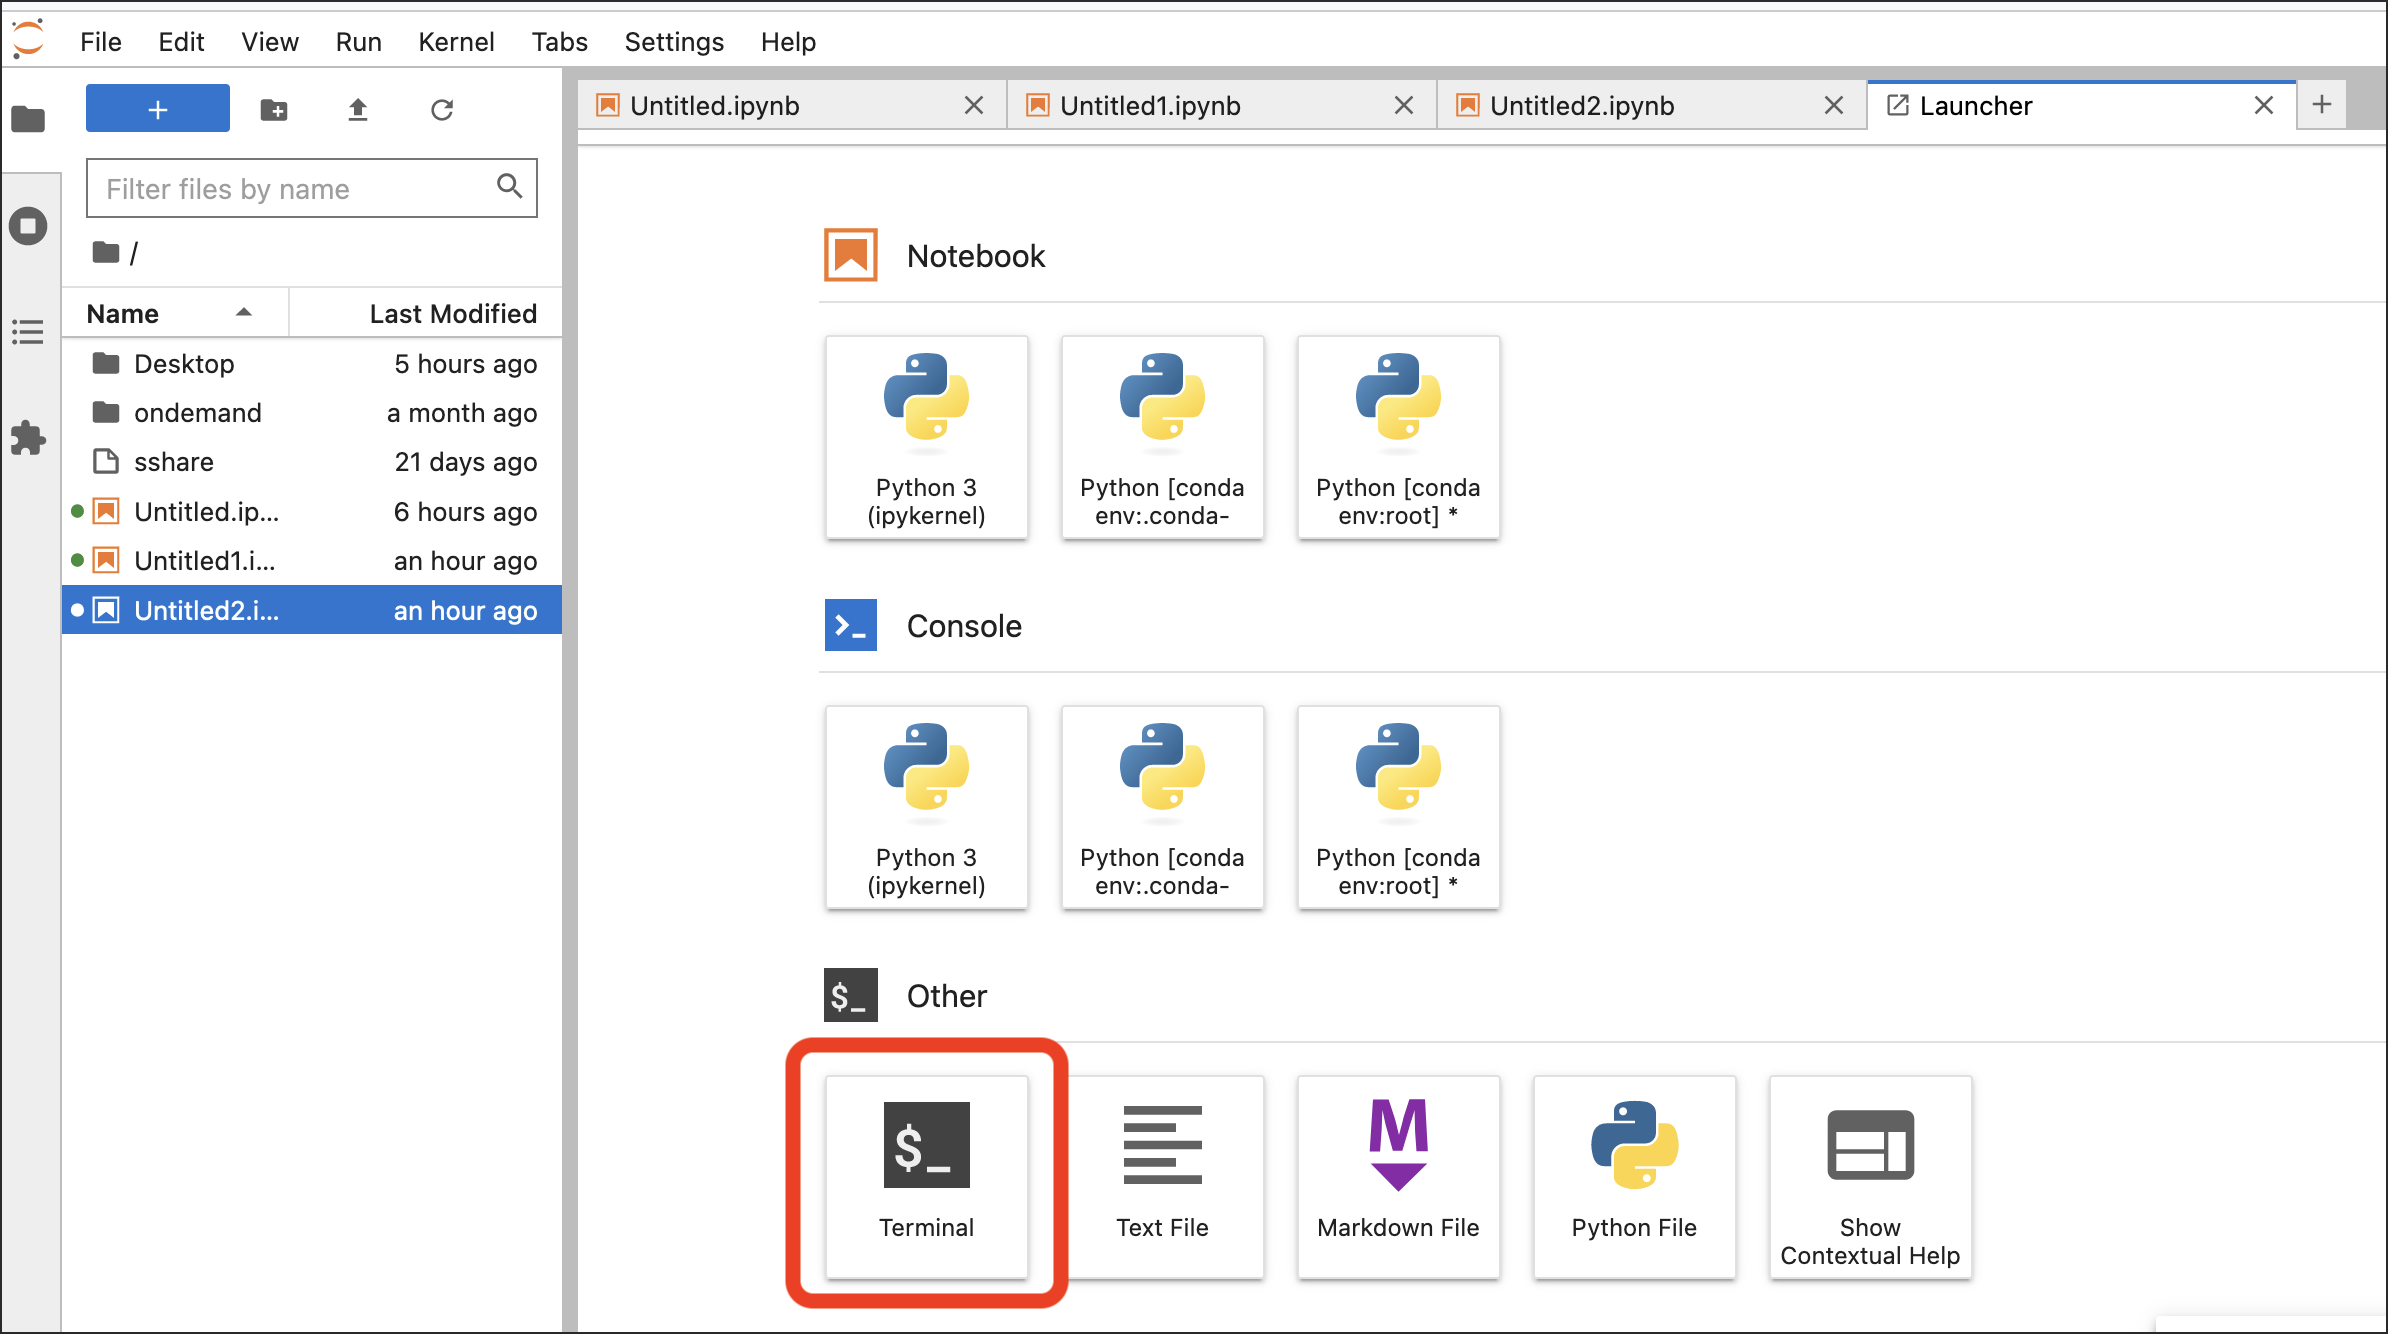 File Edit View Run Kernel Tabs Settings Help
+
Filter files by name
/
Name Last Modified
Desktop 5 hours ago
ondemand a month ago
sshare 21 days ago
Untitled.ip... 6 hours ago
Untitled1.i... an hour ago
Untitled2.i... an hour ago
Untitled.ipynb Untitled1.ipynb Untitled2.ipynb Launcher +
Notebook
Python 3
(ipykernel)
Python [conda
env:.conda-
Python [conda
env:root] *
>_ Console
Python 3
(ipykernel)
Python [conda
env:.conda-
Python [conda
env:root] *
$_ Other
$_
Terminal
Text File
M
Markdown File
Python File
Show
Contextual Help